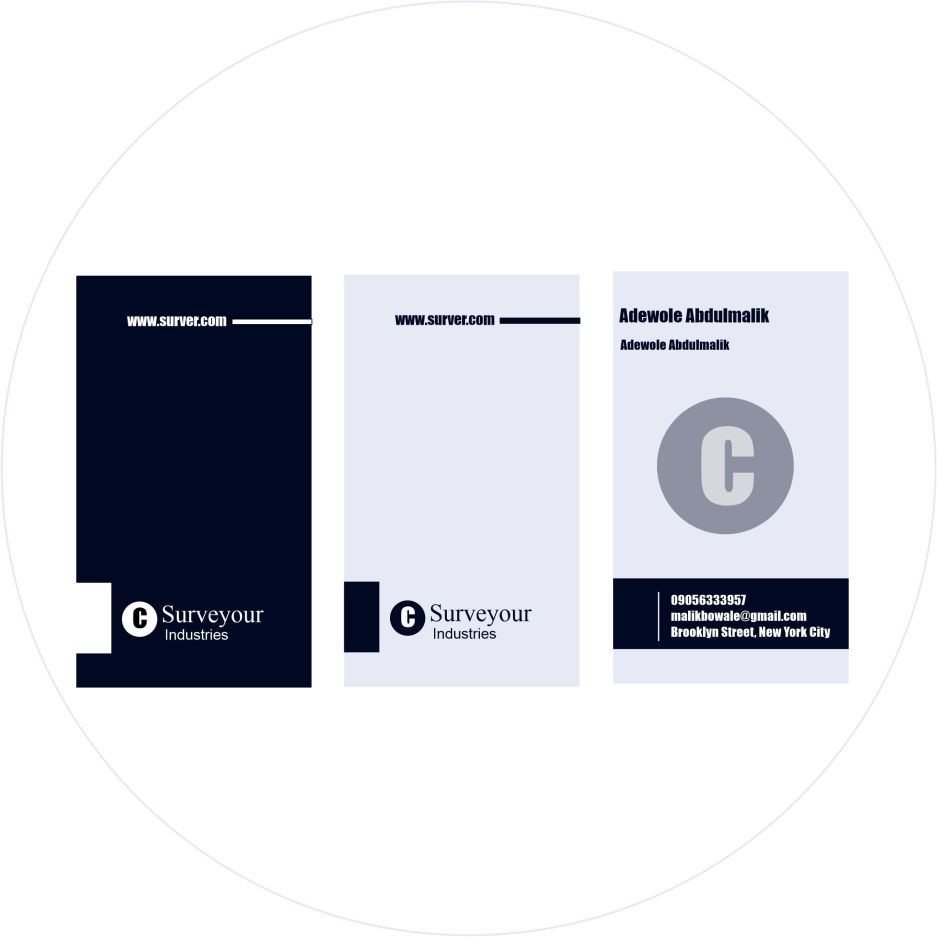 www.surver.com
C
Surveyour
Industries
www.surver.com
C
Surveyour
Industries
Adewole Abdulmalik
Adewole Abdulmalik
C
09056333957
malikbowale@gmail.com
Brooklyn Street, New York City